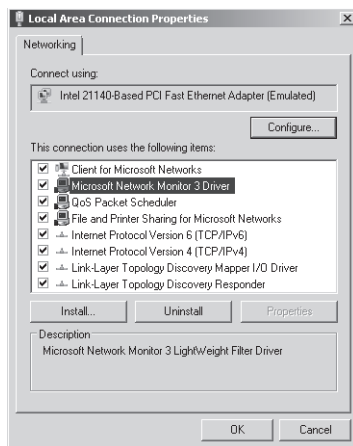 Local Area Connection Properties
Networking
Connect using:
Intel 21140-Based PCI Fast Ethernet Adapter (Emulated)
Configure...
This connection uses the following items:
Client for Microsoft Networks
Microsoft Network Monitor 3 Driver
QoS Packet Scheduler
File and Printer Sharing for Microsoft Networks
Internet Protocol Version 6 (TCP/IPv6)
Internet Protocol Version 4 (TCP/IPv4)
Link-Layer Topology Discovery Mapper I/O Driver
Link-Layer Topology Discovery Responder
Install...
Uninstall
Properties
Description
Microsoft Network Monitor 3 LightWeight Filter Driver
OK
Cancel